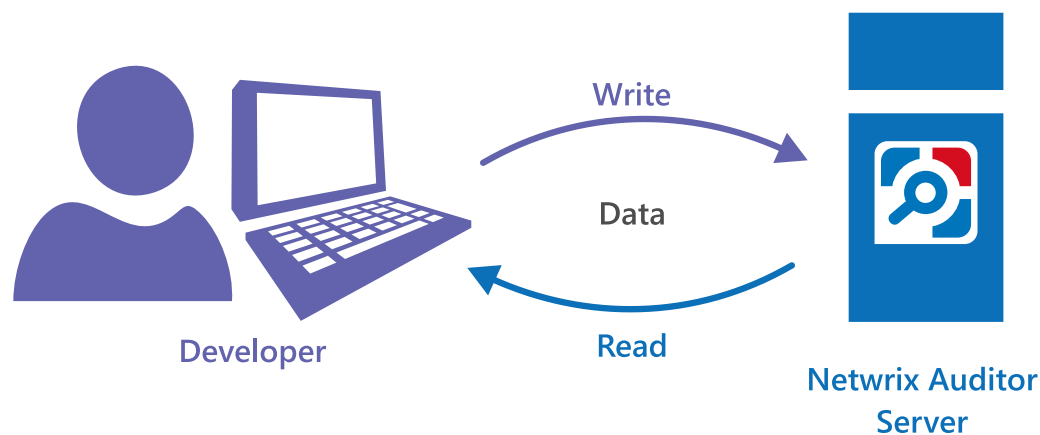 Write
Data
Read
Developer
Netwrix Auditor
Server